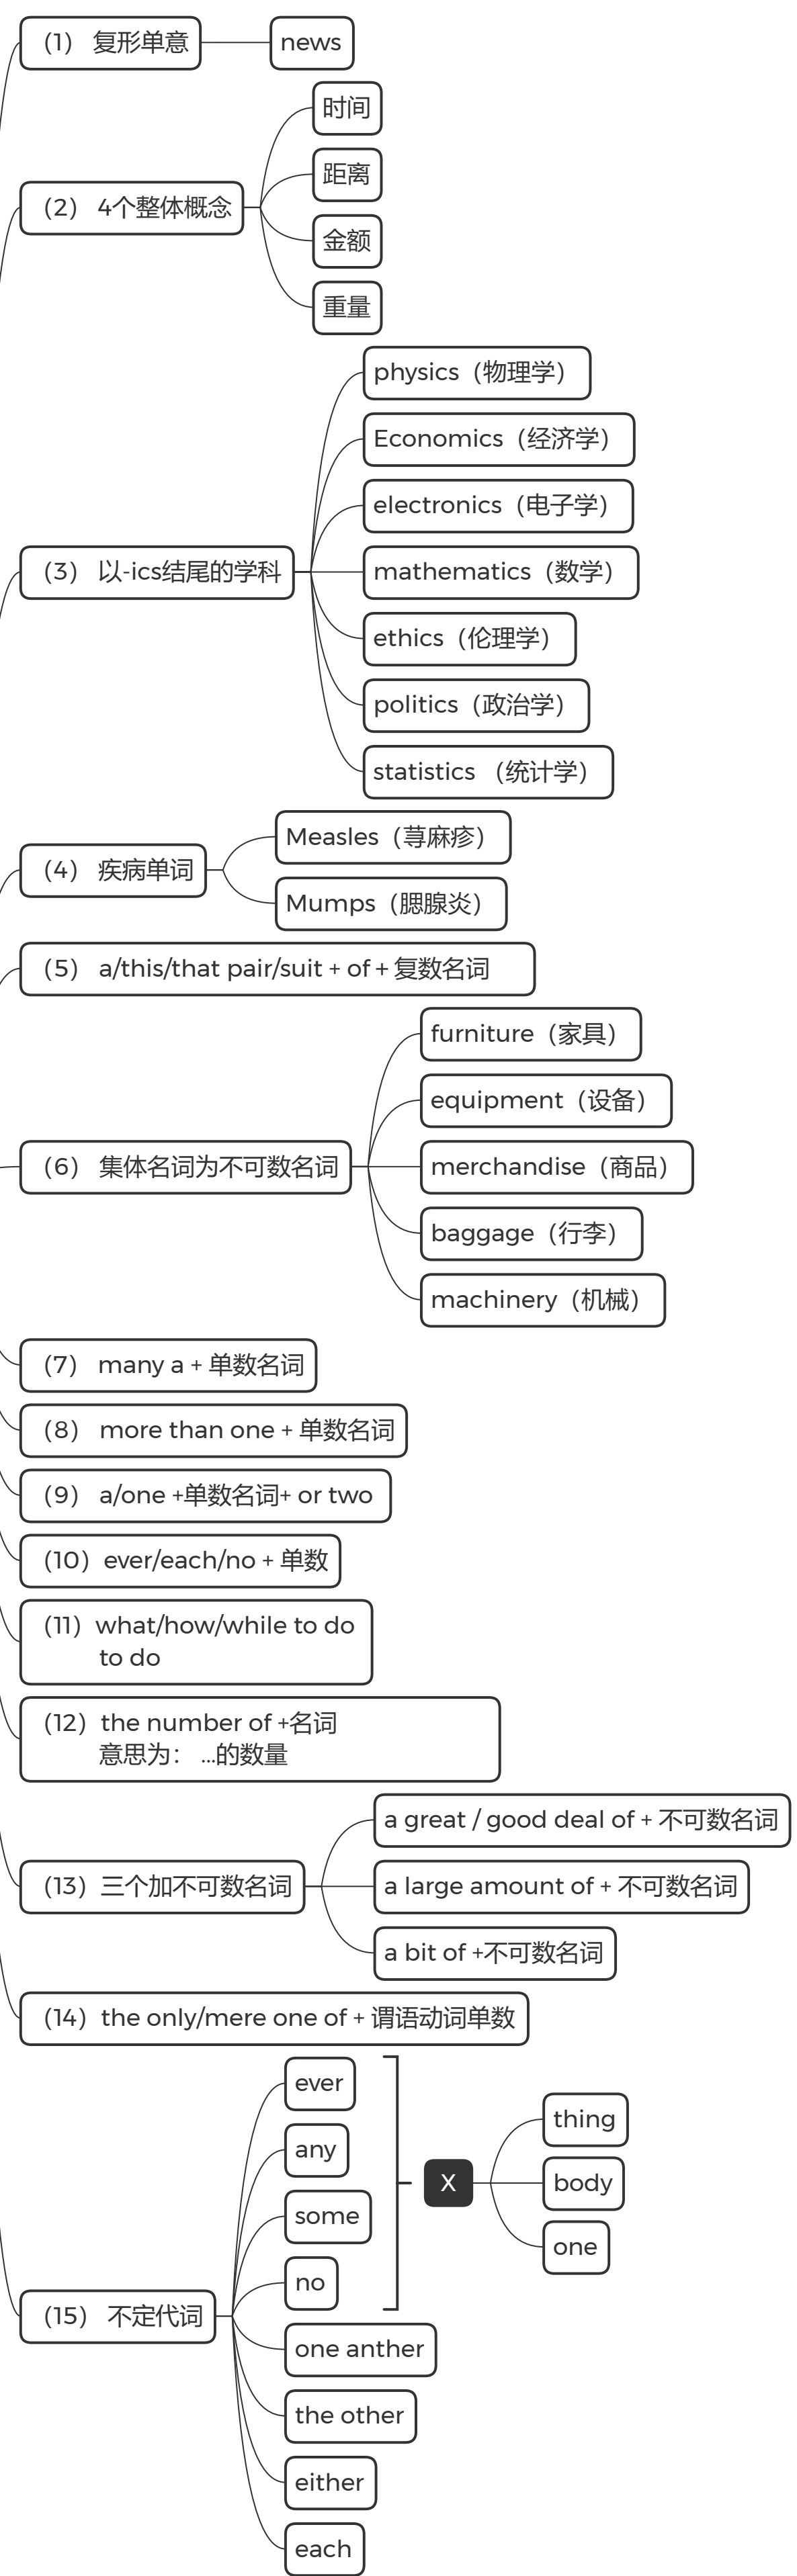 （1） 复形单意
news
（2） 4个整体概念
时间
距离
金额
重量
（3） 以-ics结尾的学科
physics（物理学）
Economics（经济学）
electronics（电子学）
mathematics（数学）
ethics（伦理学）
politics（政治学）
statistics （统计学）
（4） 疾病单词
Measles（荨麻疹）
Mumps（腮腺炎）
（5） a/this/that pair/suit + of + 复数名词
（6） 集体名词为不可数名词
furniture（家具）
equipment（设备）
merchandise（商品）
baggage（行李）
machinery（机械）
（7） many a + 单数名词
（8） more than one + 单数名词
（9） a/one +单数名词+ or two
（10）ever/each/no + 单数
（11）what/how/while to do
to do
（12）the number of +名词
意思为： ...的数量
（13）三个加不可数名词
a great / good deal of + 不可数名词
a large amount of + 不可数名词
a bit of +不可数名词
（14）the only/mere one of + 谓语动词单数
（15） 不定代词
ever
any
some
no
X
thing
body
one
one anther
the other
either
each